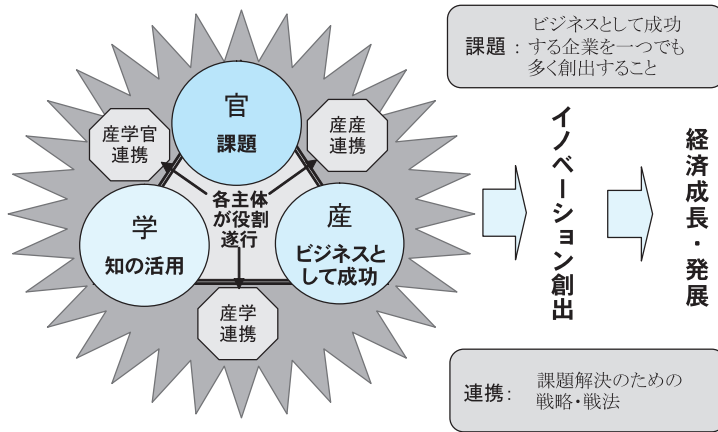 課題：ビジネスとして成功
する企業を一つでも
多く創出すること
官
課題
産学官
連携
産産
連携
各主体
が役割
遂行
学
知の活用
産
ビジネスと
して成功
産学
連携
イノベーション創出
経済成長・発展
連携：課題解決のための
戦略・戦法